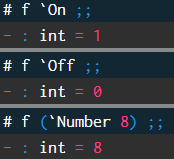 # f `On ;;
- : int = 1
# f `Off ;;
- : int = 0
# f (`Number 8) ;;
- : int = 8